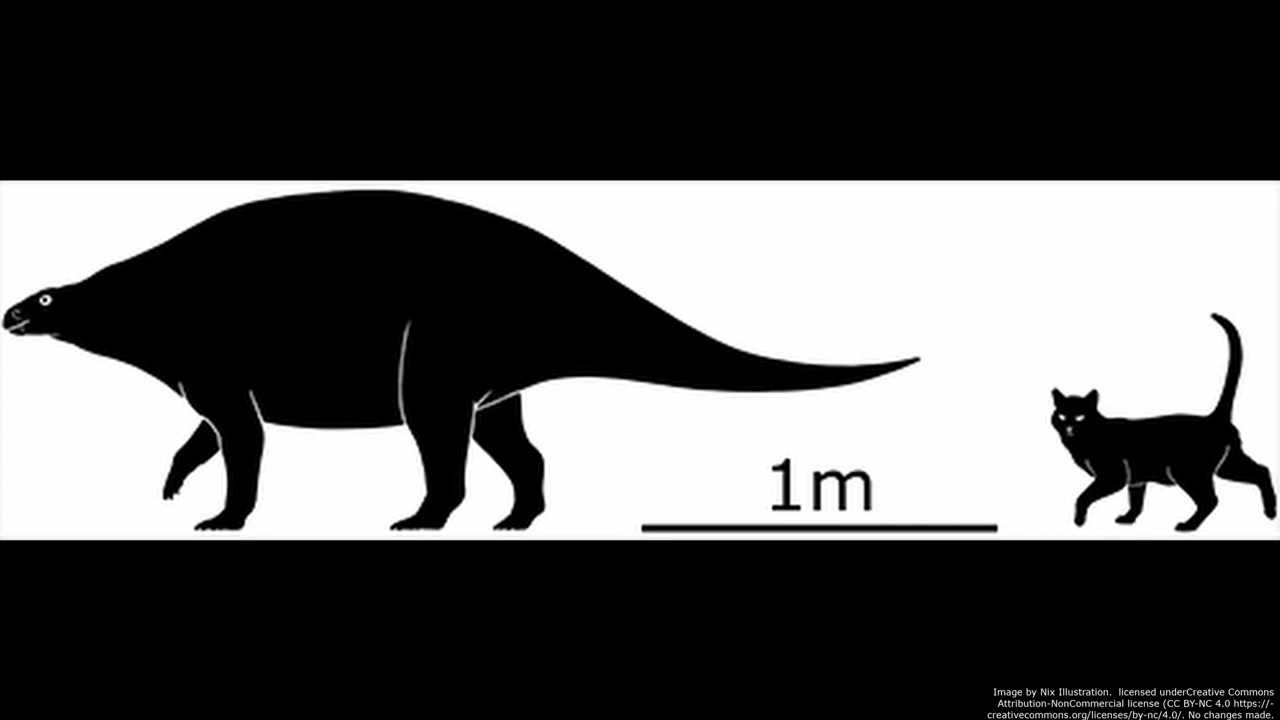 1m
Image by Nix Illustration.  licensed underCreative Commons
Attribution-NonCommercial license (CC BY-NC 4.0 https://-
creativecommons.org/licenses/by-nc/4.0/. No changes made.